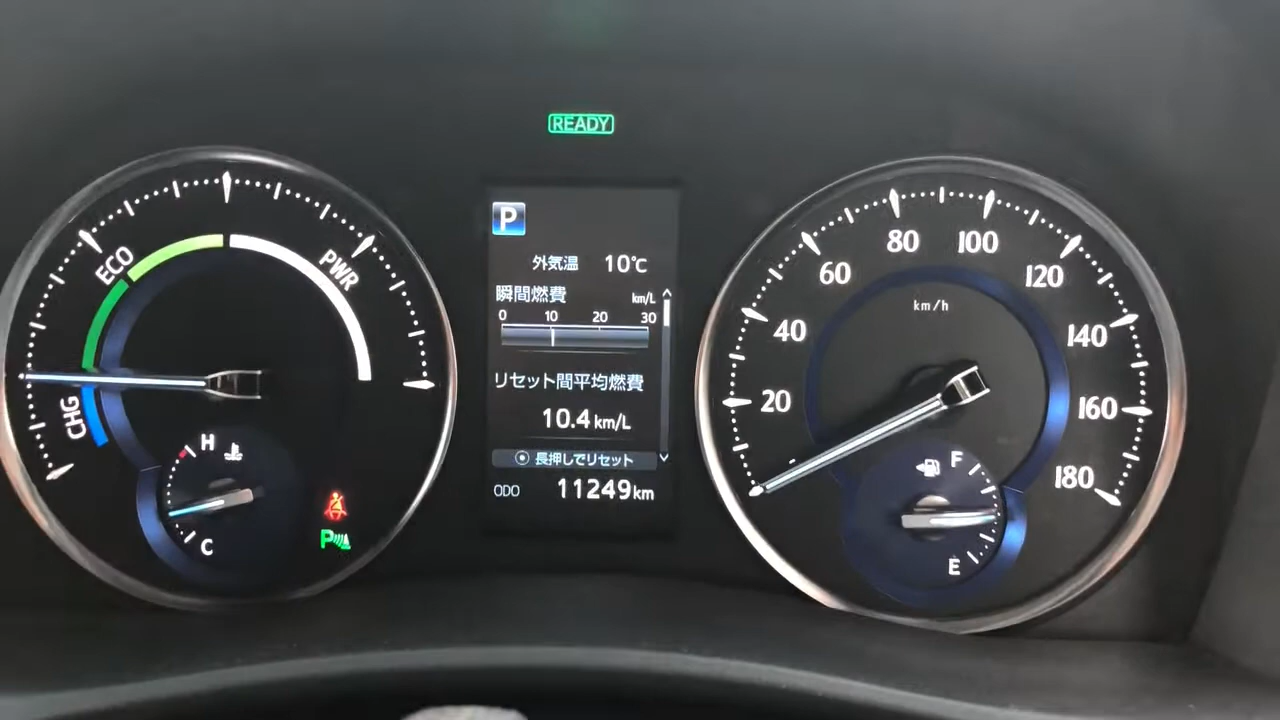 READY
ECO
PWR
CHG
H
C
P
P
外気温 10℃
瞬間燃費 km/L
0 10 20 30
リセット間平均燃費
10.4 km/L
長押しでリセット
ODO 11249 km
20
40
60
80
100
120
140
160
180
km/h
F
E